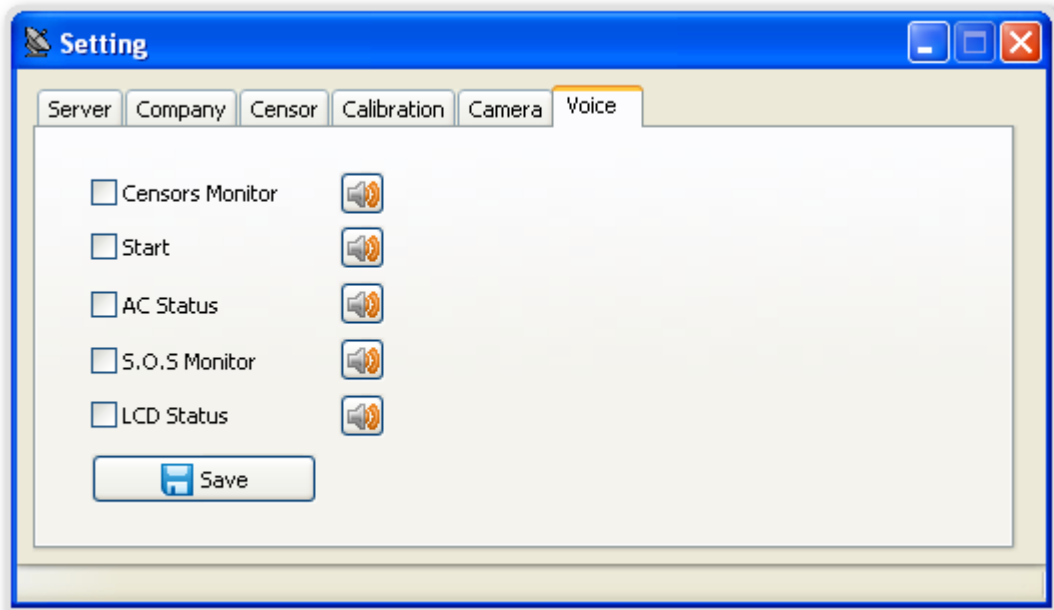 Setting
Server Company Censor Calibration Camera Voice
Censors Monitor
Start
AC Status
S.O.S Monitor
LCD Status
Save